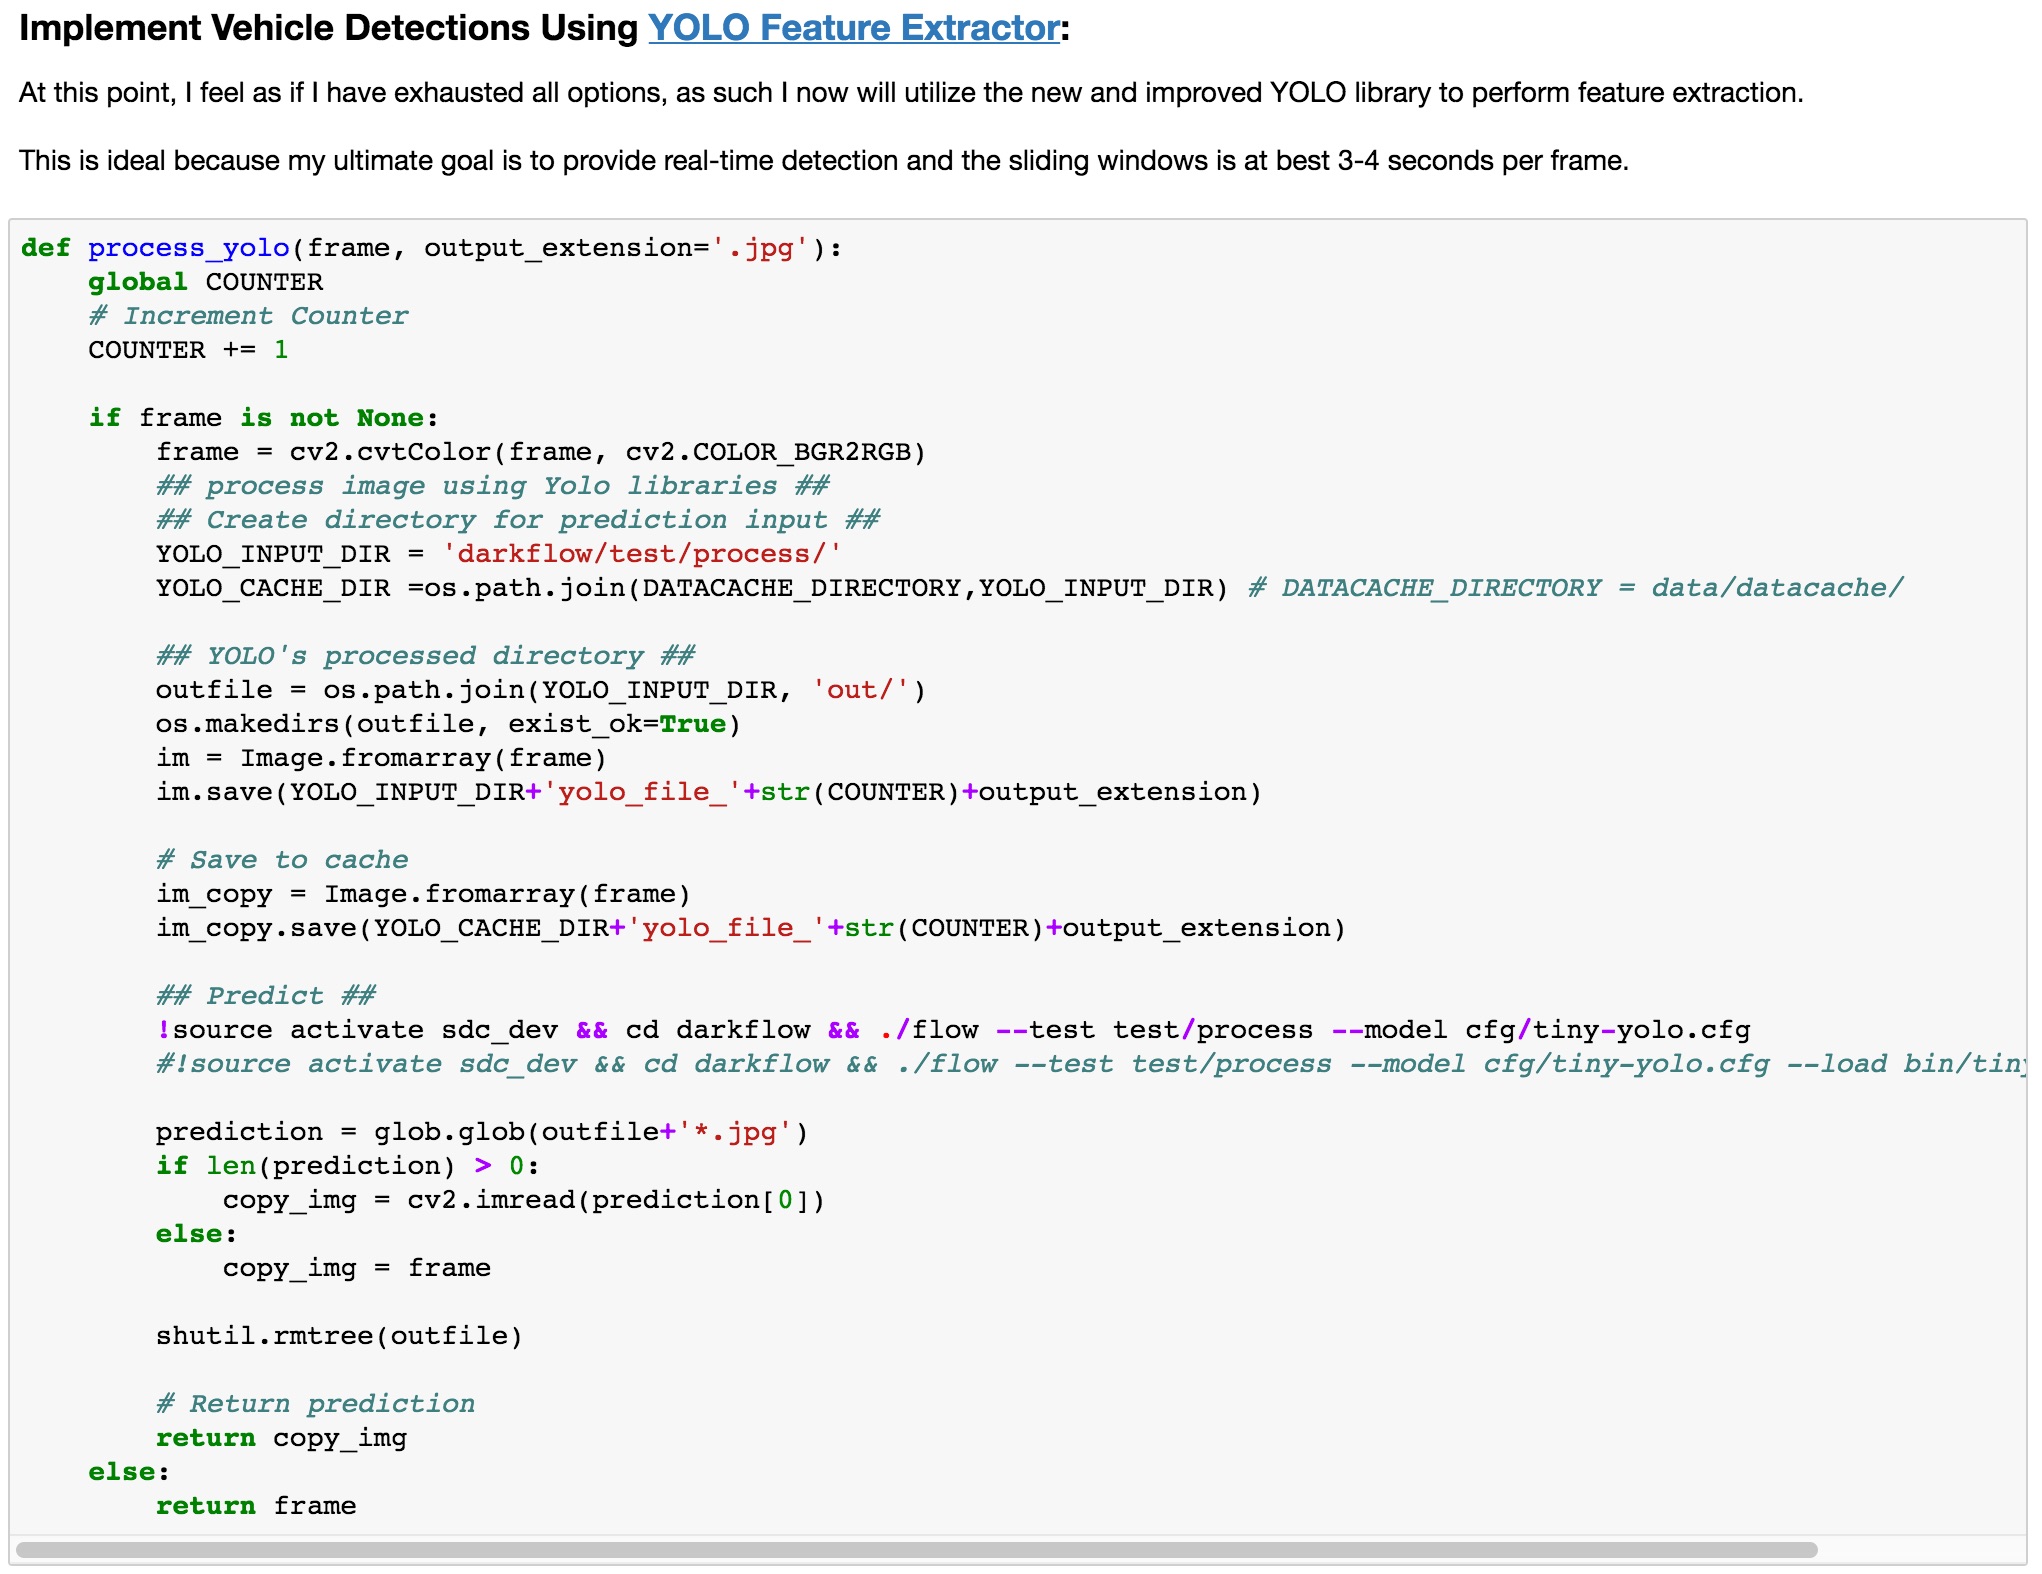 Implement Vehicle Detections Using YOLO Feature Extractor:
At this point, I feel as if I have exhausted all options, as such I now will utilize the new and improved YOLO library to perform feature extraction.
This is ideal because my ultimate goal is to provide real-time detection and the sliding windows is at best 3-4 seconds per frame.
def process_yolo(frame, output_extension='.jpg'):
    global COUNTER
    # Increment Counter
    COUNTER += 1

    if frame is not None:
        frame = cv2.cvtColor(frame, cv2.COLOR_BGR2RGB)
        ## process image using Yolo libraries ##
        ## Create directory for prediction input ##
        YOLO_INPUT_DIR = 'darkflow/test/process/'
        YOLO_CACHE_DIR =os.path.join(DATACACHE_DIRECTORY,YOLO_INPUT_DIR) # DATACACHE_DIRECTORY = data/datacache/

        ## YOLO's processed directory ##
        outfile = os.path.join(YOLO_INPUT_DIR, 'out/')
        os.makedirs(outfile, exist_ok=True)
        im = Image.fromarray(frame)
        im.save(YOLO_INPUT_DIR+'yolo_file_'+str(COUNTER)+output_extension)

        # Save to cache
        im_copy = Image.fromarray(frame)
        im_copy.save(YOLO_CACHE_DIR+'yolo_file_'+str(COUNTER)+output_extension)

        ## Predict ##
        !source activate sdc_dev && cd darkflow && ./flow --test test/process --model cfg/tiny-yolo.cfg
        #!source activate sdc_dev && cd darkflow && ./flow --test test/process --model cfg/tiny-yolo.cfg --load bin/tiny

        prediction = glob.glob(outfile+'*.jpg')
        if len(prediction) > 0:
            copy_img = cv2.imread(prediction[0])
        else:
            copy_img = frame

        shutil.rmtree(outfile)

        # Return prediction
        return copy_img
    else:
        return frame